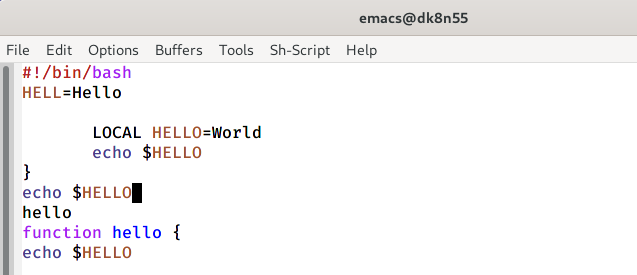 emacs@dk8n55
File Edit Options Buffers Tools Sh-Script Help
#!/bin/bash
HELL=Hello
LOCAL HELLO=World
echo $HELLO
}
echo $HELLO
hello
function hello {
echo $HELLO